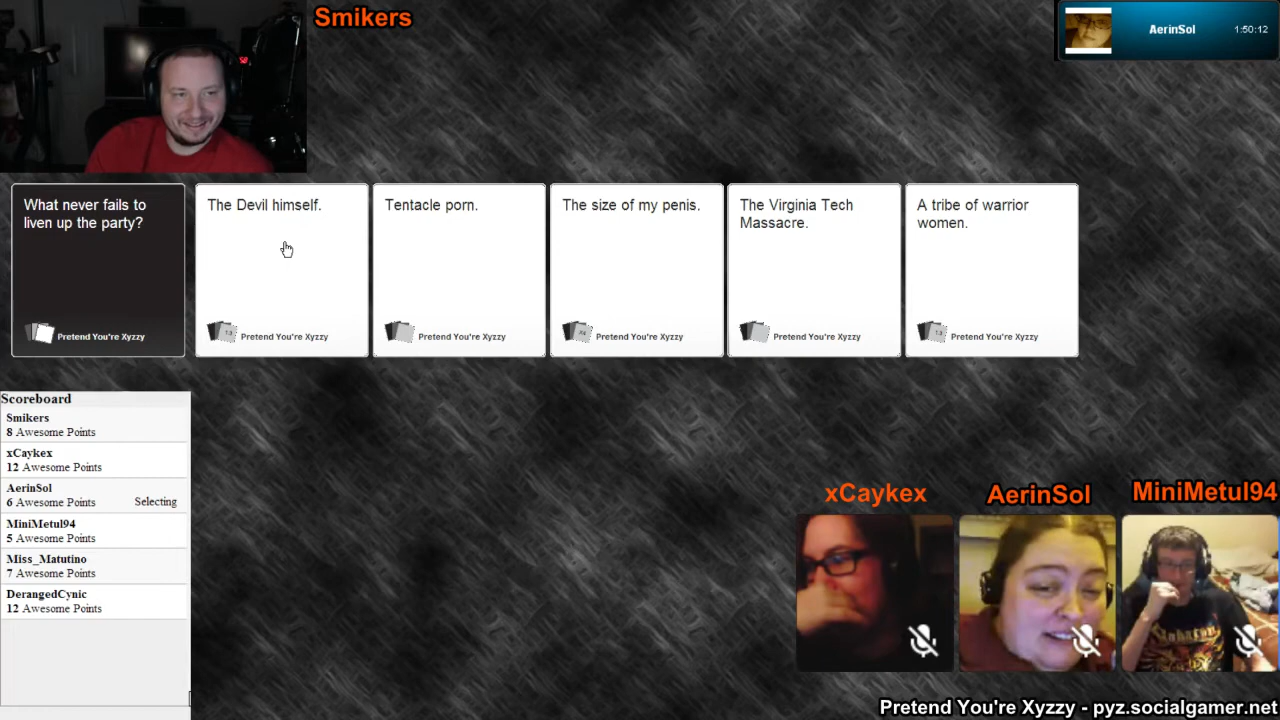 Smikers
AerinSol
1:50:12
What never fails to
liven up the party?
Pretend You're Xyzzy
The Devil himself.
13
Pretend You're Xyzzy
Tentacle porn.
Pretend You're Xyzzy
The size of my penis.
Pretend You're Xyzzy
The Virginia Tech
Massacre.
Pretend You're Xyzzy
A tribe of warrior
women.
13
Pretend You're Xyzzy
Scoreboard
Smikers
8 Awesome Points
xCaykex
12 Awesome Points
AerinSol
6 Awesome Points Selecting
MiniMetul94
5 Awesome Points
Miss_Matutino
7 Awesome Points
DerangedCynic
12 Awesome Points
xCaykex
AerinSol
MiniMetul94
Pretend You're Xyzzy - pyz.socialgamer.net